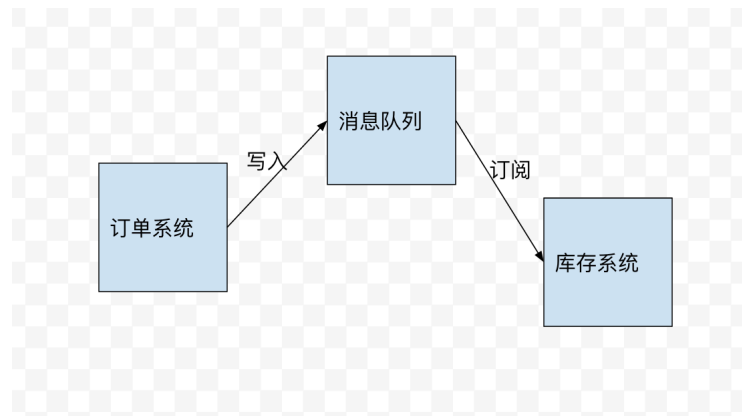 消息队列
写入
订阅
订单系统
库存系统